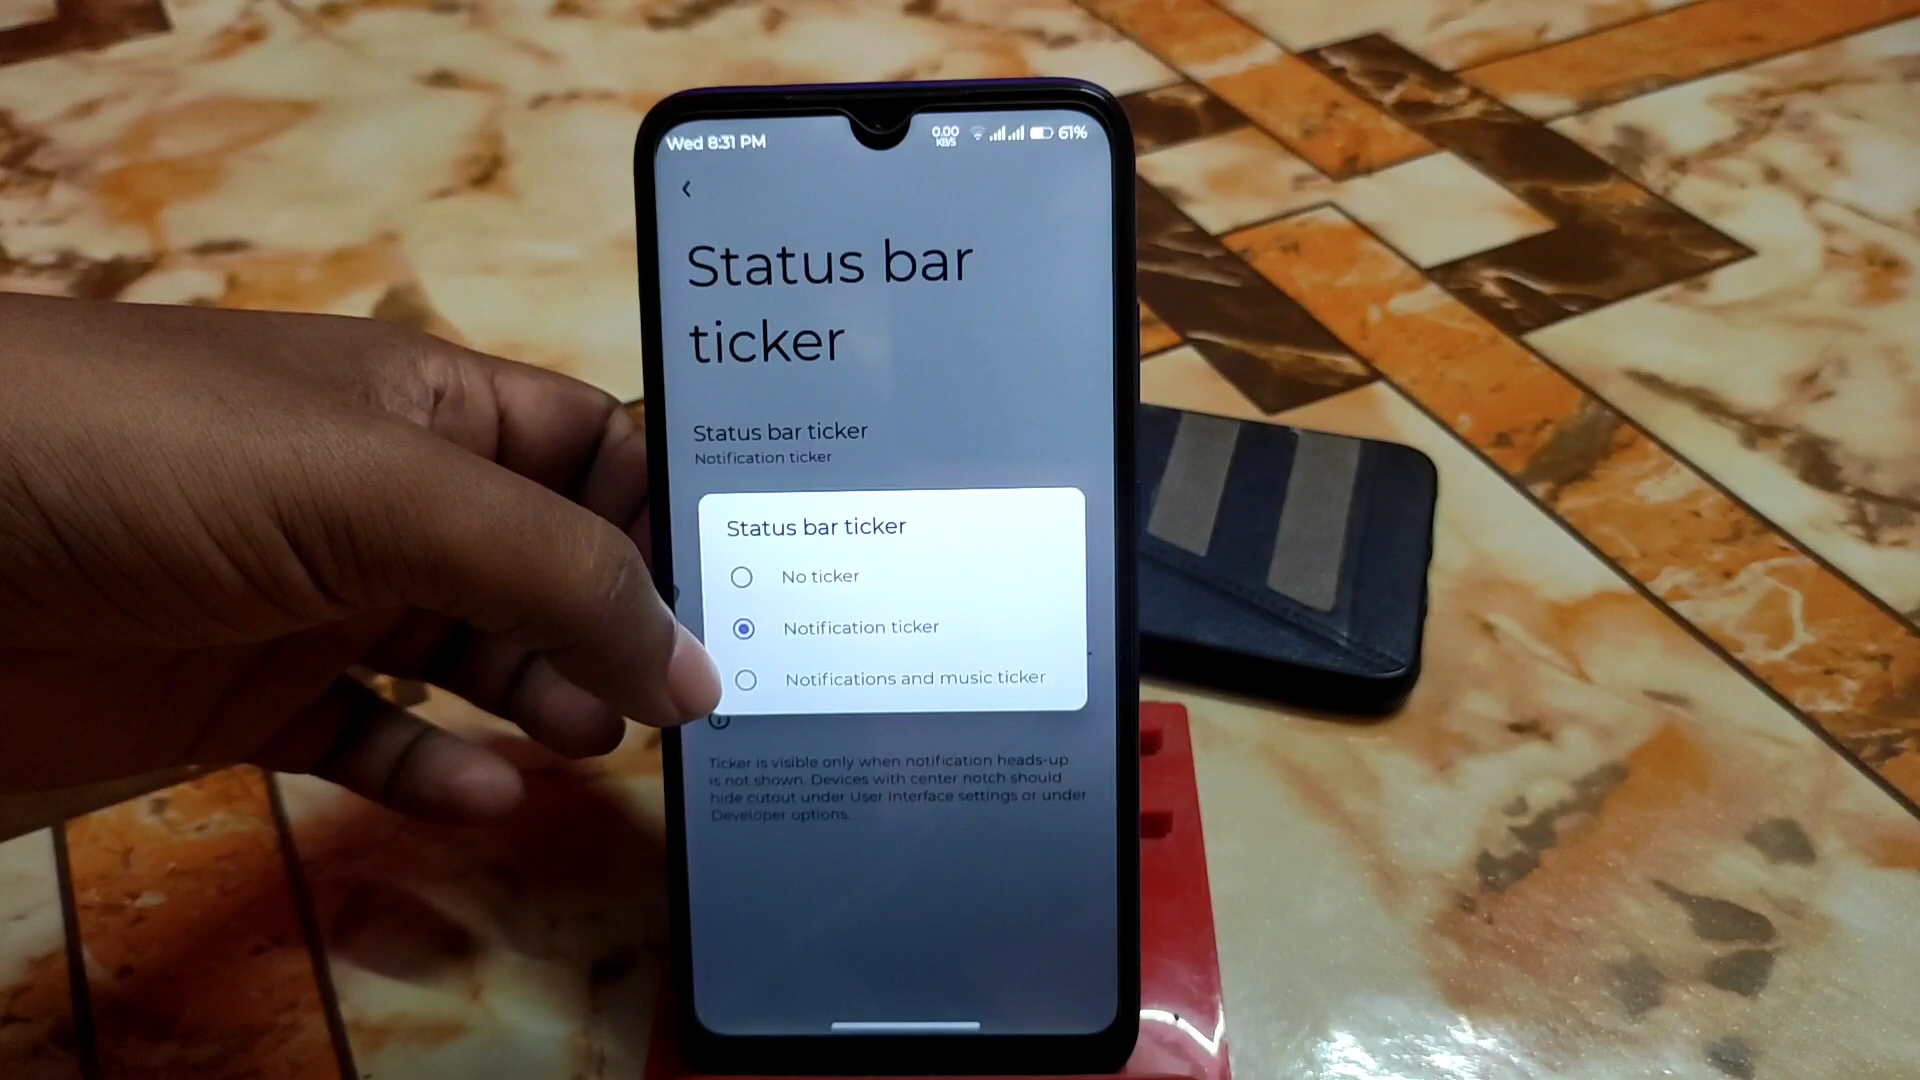 Wed 8:31 PM
0.00
KB/S
61%
Status bar
ticker
Status bar ticker
Notification ticker
Status bar ticker
No ticker
Notification ticker
Notifications and music ticker
Ticker is visible only when notification heads-up
is not shown. Devices with center notch should
hide cutout under User Interface settings or under
Developer options.